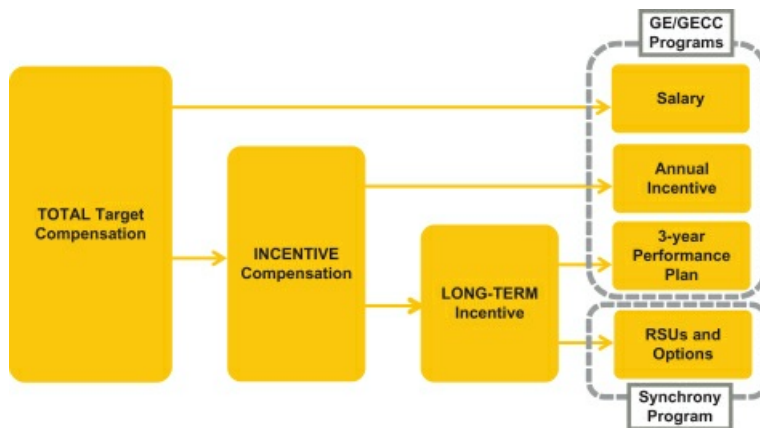 GE/GECC
Programs
Salary
Annual
Incentive
TOTAL Target
Compensation
INCENTIVE
Compensation
LONG-TERM
Incentive
3-year
Performance
Plan
RSUs and
Options
Synchrony
Program